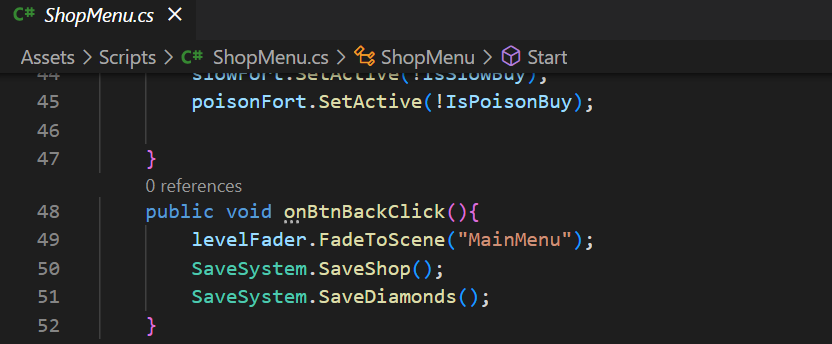 C# ShopMenu.cs ×
Assets > Scripts > C# ShopMenu.cs > ShopMenu > Start
44 slowFort.SetActive(!IsSlowBuy);
45 poisonFort.SetActive(!IsPoisonBuy);
46
47 }
0 references
48 public void onBtnBackClick(){
49 levelFader.FadeToScene("MainMenu");
50 SaveSystem.SaveShop();
51 SaveSystem.SaveDiamonds();
52 }